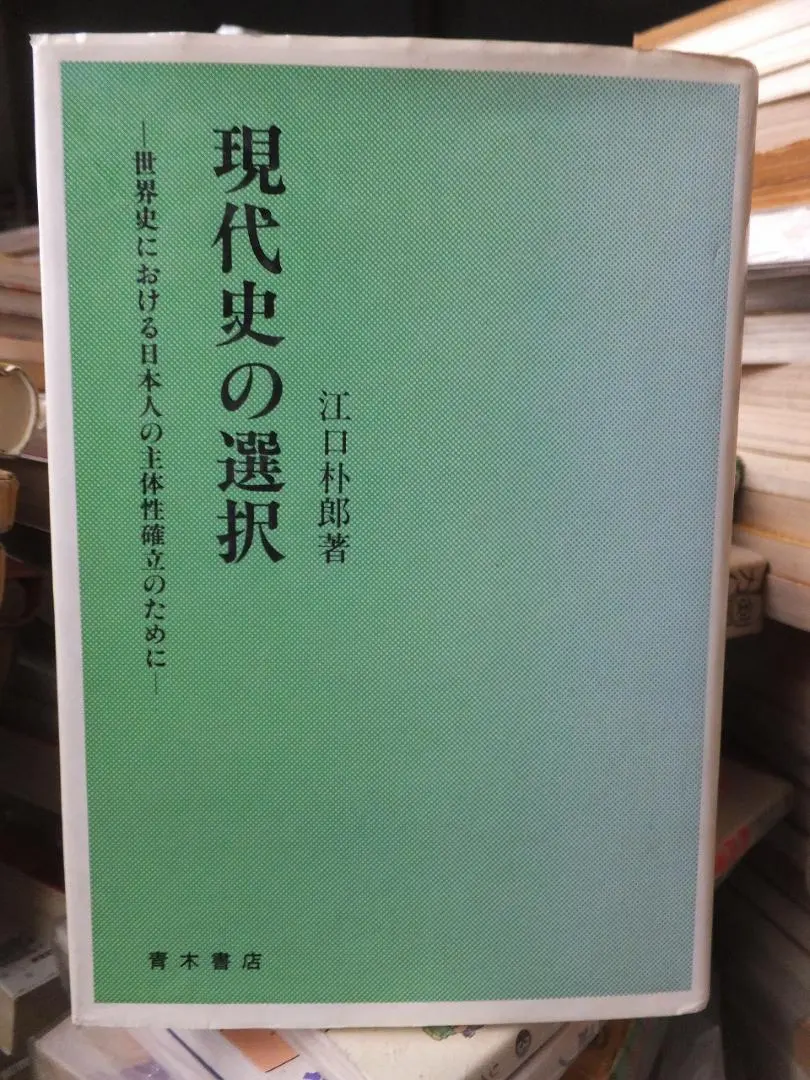 江口朴郎著
現代史の選択
―世界史における日本人の主体性確立のために―
青木書店